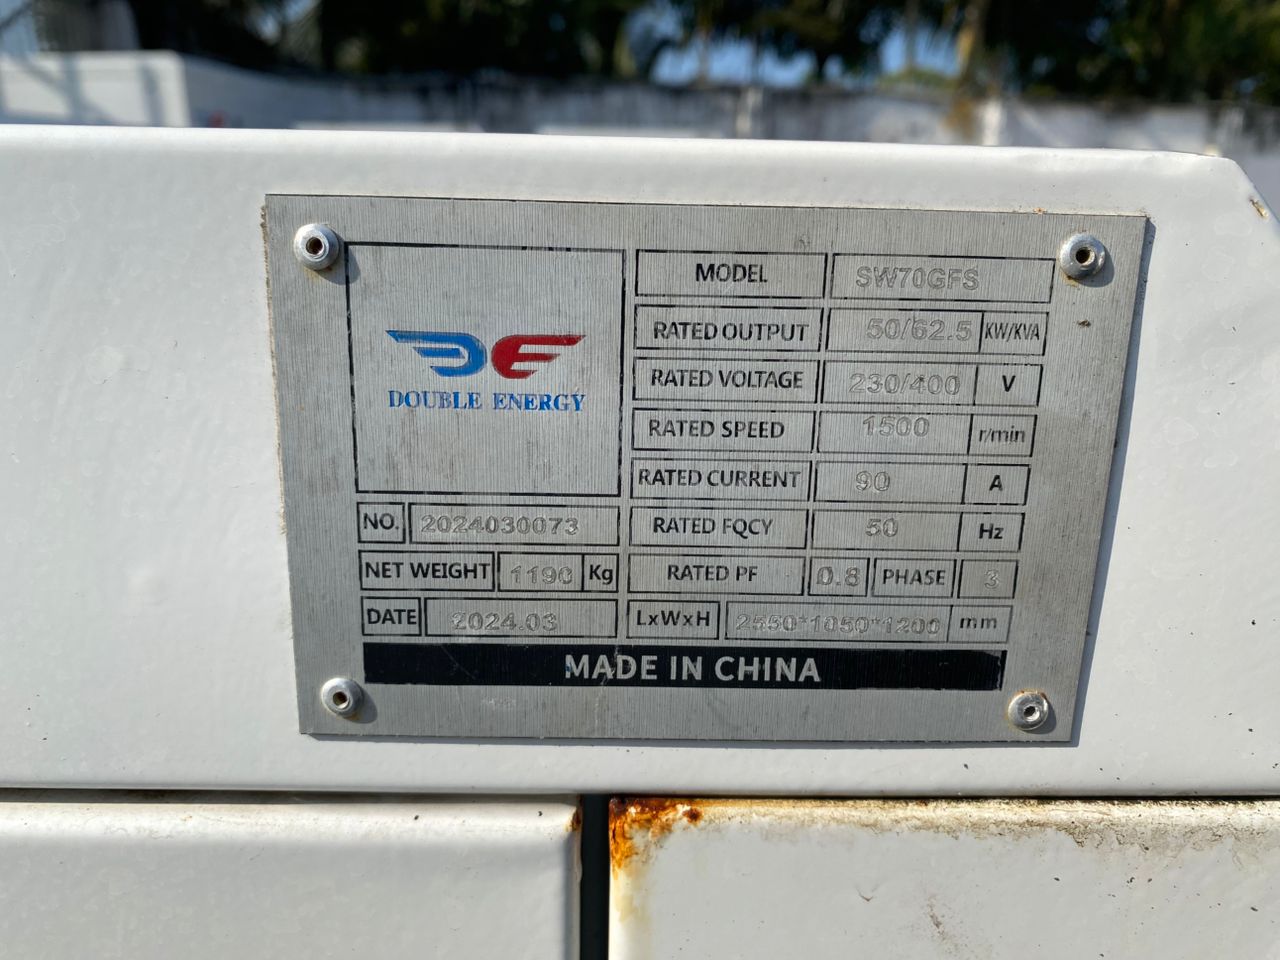 DOUBLE ENERGY
MODEL SW70GFS
RATED OUTPUT 50/62.5 KW/KVA
RATED VOLTAGE 230/400 V
RATED SPEED 1500 r/min
RATED CURRENT 90 A
NO. 2024030073 RATED FQCY 50 Hz
NET WEIGHT 1190 Kg RATED PF 0.8 PHASE 3
DATE 2024.03 LxWxH 2550*1050*1200 mm
MADE IN CHINA